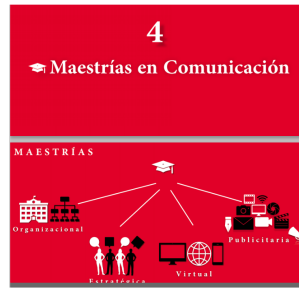 4
Maestrías en Comunicación
MAESTRÍAS
Organizacional
Estratégica
Virtual
Publicitaria